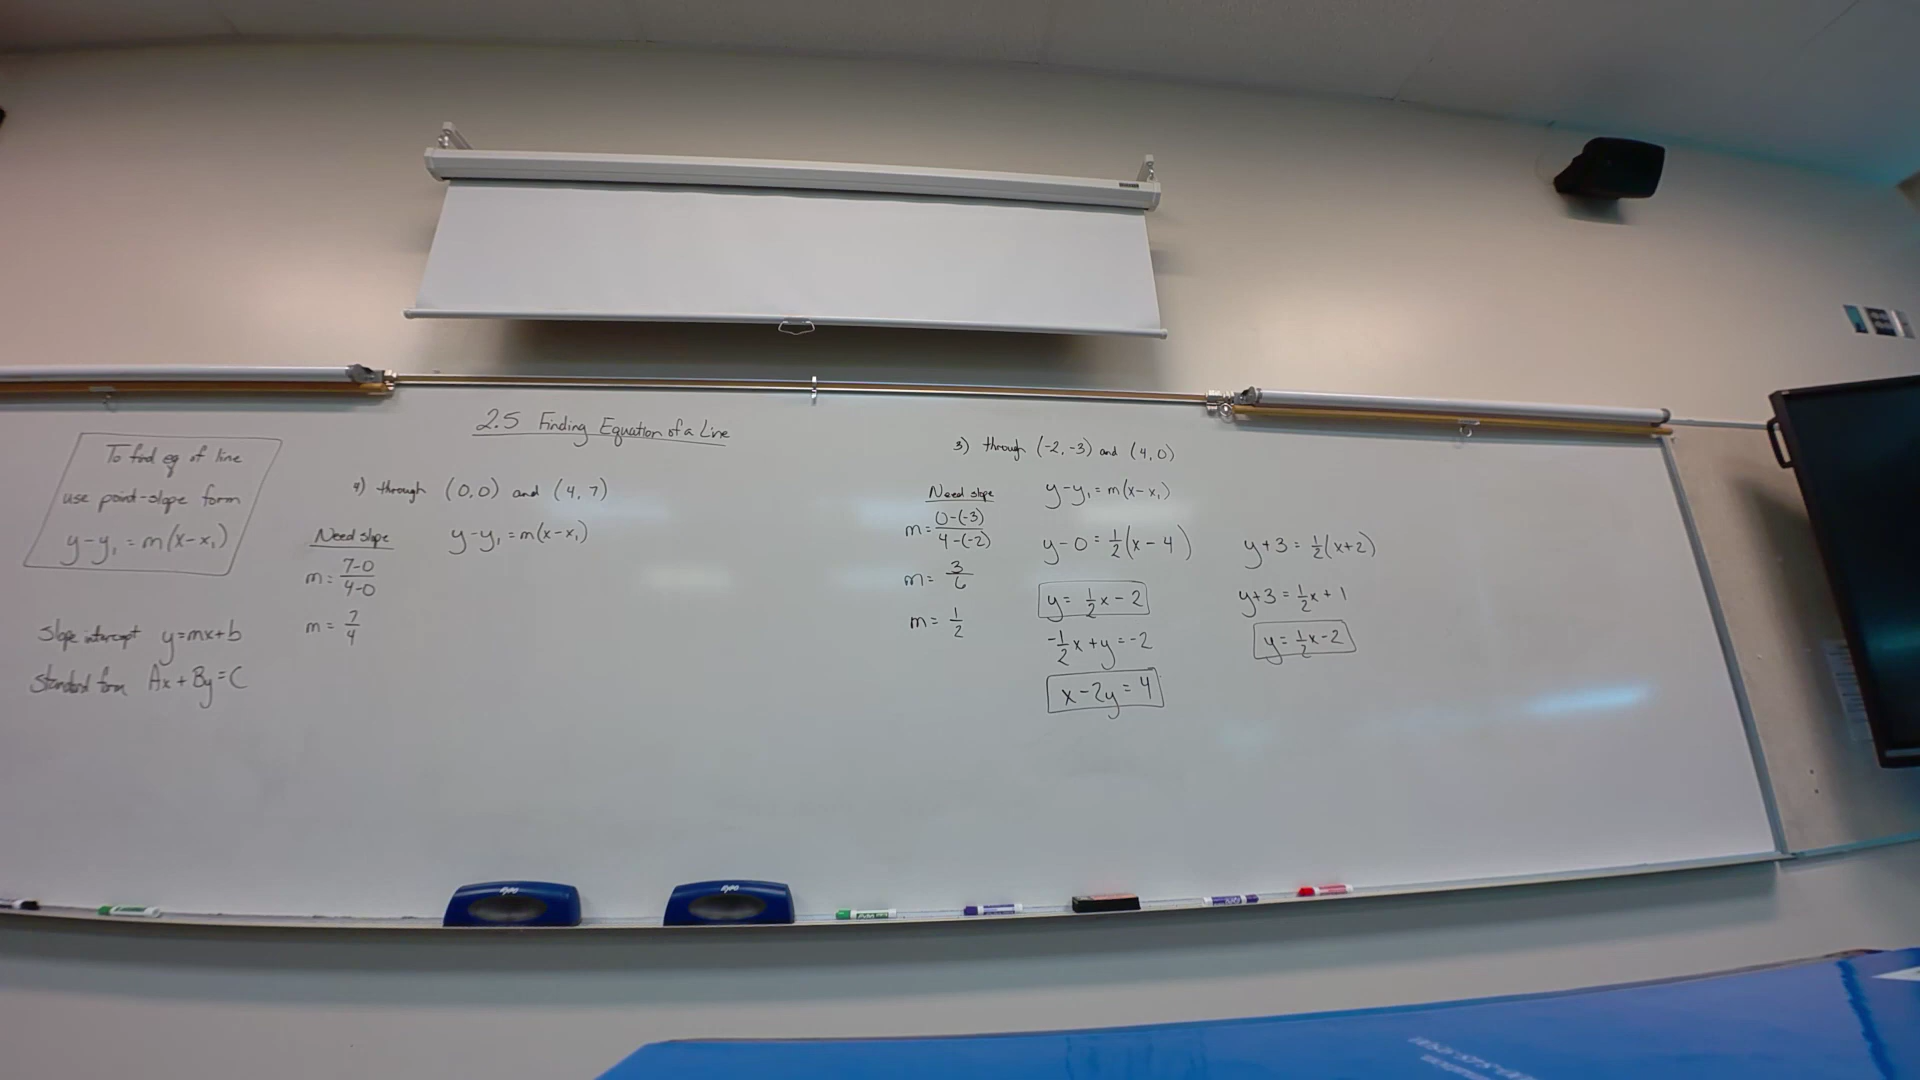 2.5 Finding Equation of a Line
To find eq of line
use point-slope form
y-y₁ = m(x-x₁)
Slope intercept y=mx+b
Standard form Ax + By = C
4) through (0,0) and (4,7)
Need slope
m = (7-0)/(4-0)
m = 7/4
y-y₁ = m(x-x₁)
3) through (-2,-3) and (4,0)
Need slope
m = (0-(-3))/(4-(-2))
m = 3/6
m = 1/2
y-y₁ = m(x-x₁)
y-0 = 1/2(x-4)
y = 1/2x - 2
-1/2x + y = -2
x - 2y = 4
y+3 = 1/2(x+2)
y+3 = 1/2x + 1
y = 1/2x - 2
expo
expo